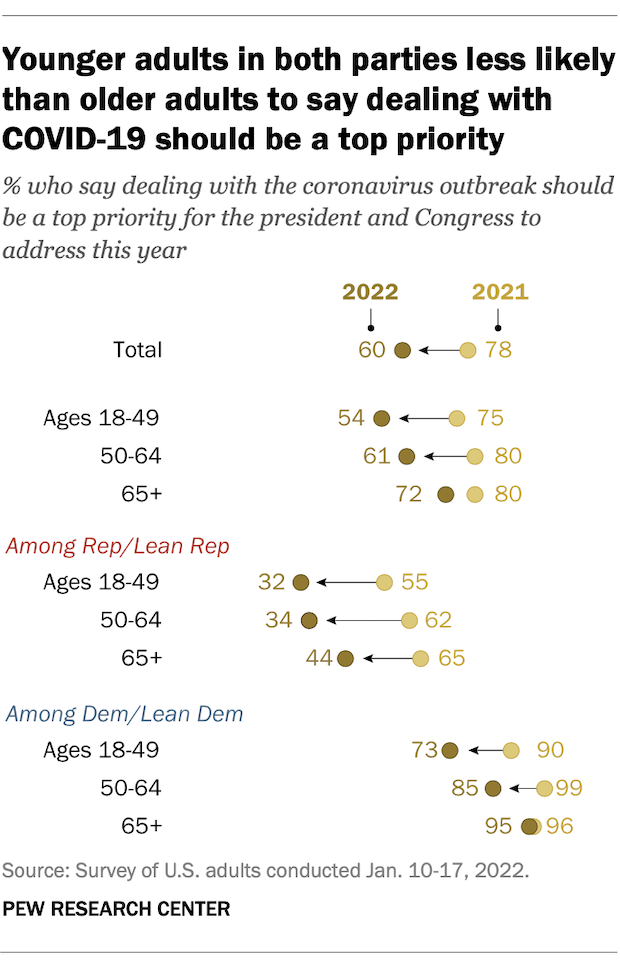 Younger adults in both parties less likely
than older adults to say dealing with
COVID-19 should be a top priority
% who say dealing with the coronavirus outbreak should
be a top priority for the president and Congress to
address this year
2022 2021
Total 60 78
Ages 18-49 54 75
50-64 61 80
65+ 72 80
Among Rep/Lean Rep
Ages 18-49 32 55
50-64 34 62
65+ 44 65
Among Dem/Lean Dem
Ages 18-49 73 90
50-64 85 99
65+ 95 96
Source: Survey of U.S. adults conducted Jan. 10-17, 2022.
PEW RESEARCH CENTER